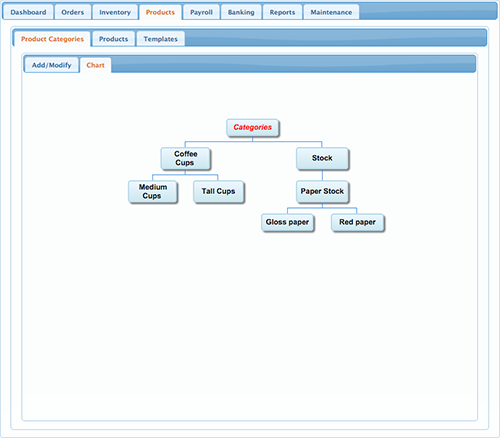 Dashboard Orders Inventory Products Payroll Banking Reports Maintenance
Product Categories Products Templates
Add/Modify Chart
Categories
Coffee
Cups
Stock
Medium
Cups
Tall Cups
Paper Stock
Gloss paper
Red paper